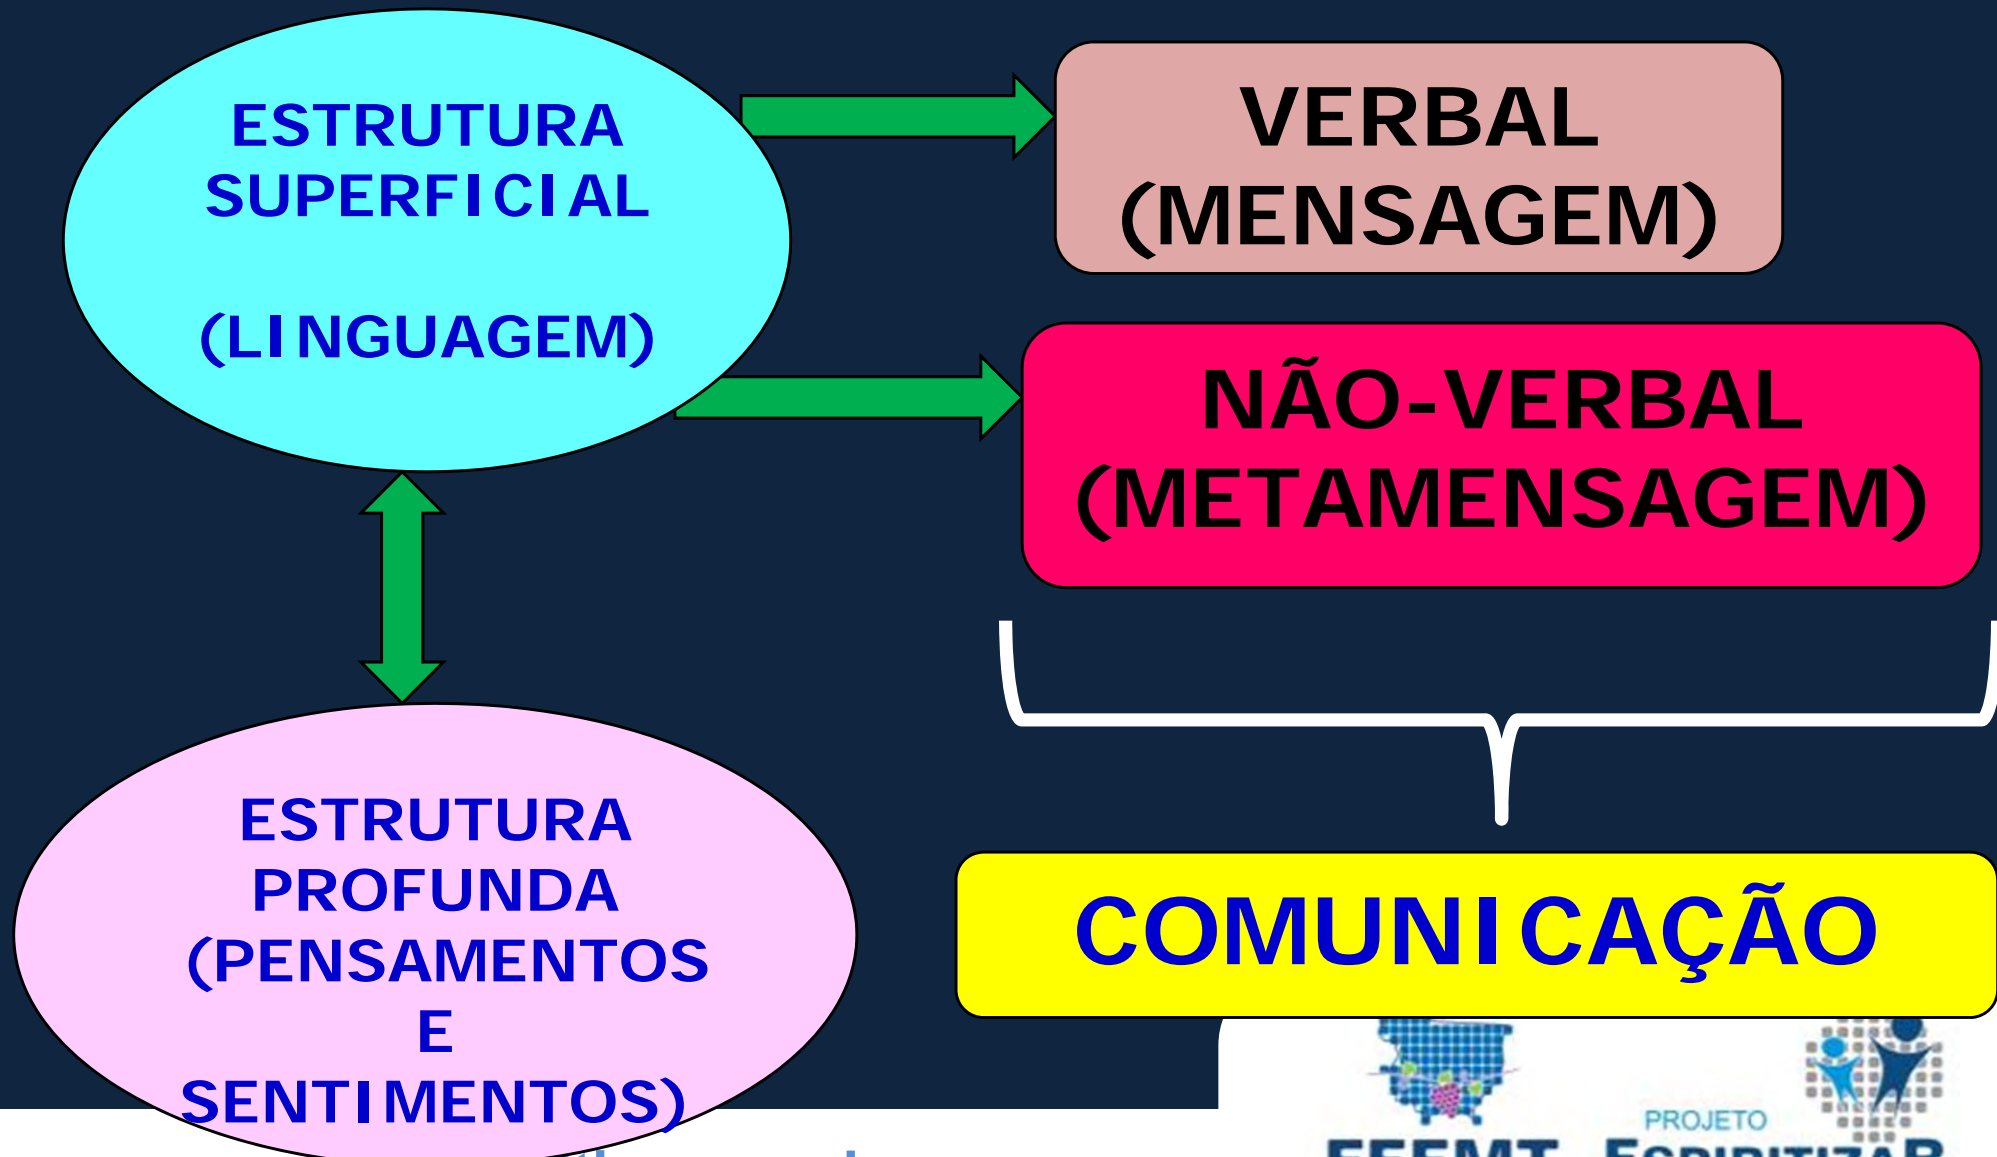 ESTRUTURA
SUPERFICIAL
(LINGUAGEM)
VERBAL
(MENSAGEM)
NÃO-VERBAL
(METAMENSAGEM)
ESTRUTURA
PROFUNDA
(PENSAMENTOS
E
SENTIMENTOS)
COMUNICAÇÃO
PROJETO